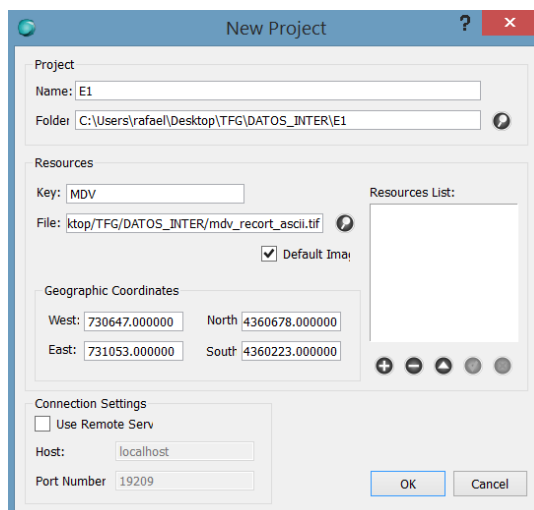 New Project
Project
Name: E1
Folder C:\Users\rafael\Desktop\TFG\DATOS_INTER\E1
Resources
Key: MDV
Resources List:
File: ktop/TFG/DATOS_INTER/mdv_recort_ascii.tif
Default Imag
Geographic Coordinates
West: 730647.000000 North 4360678.000000
East: 731053.000000 South 4360223.000000
Connection Settings
Use Remote Serv
Host: localhost
Port Number 19209
OK Cancel